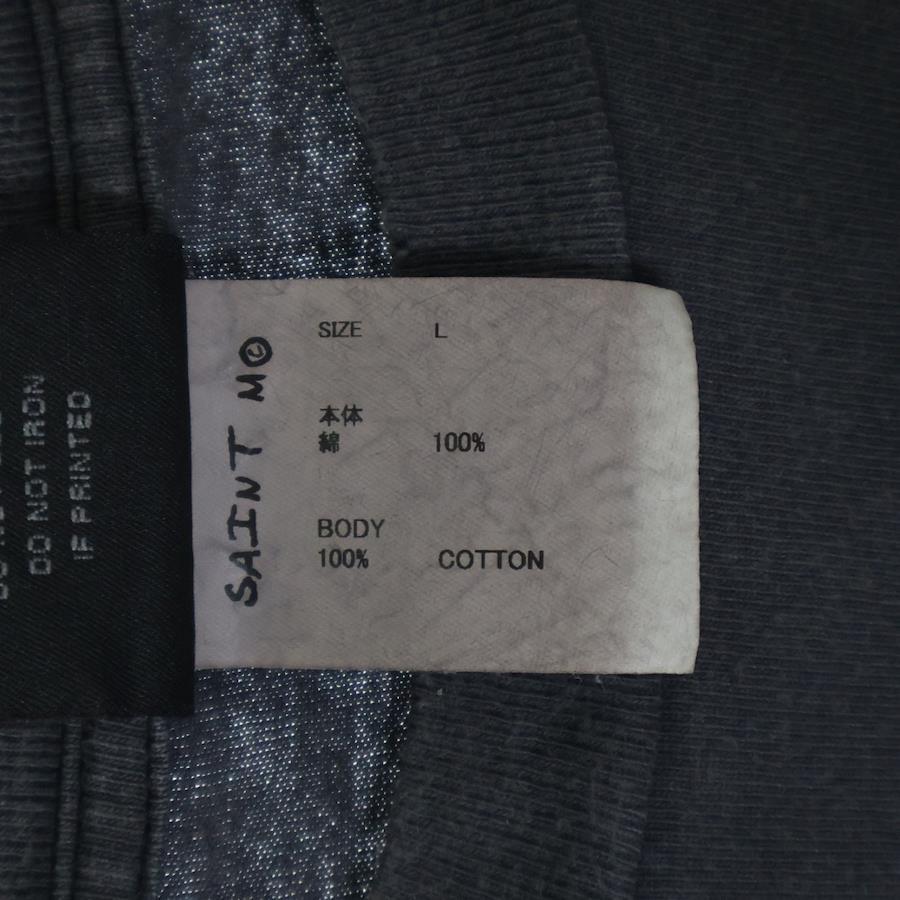 DO NOT IRON
IF PRINTED
SAINT M©
SIZE L
本体
綿 100%
BODY
100% COTTON